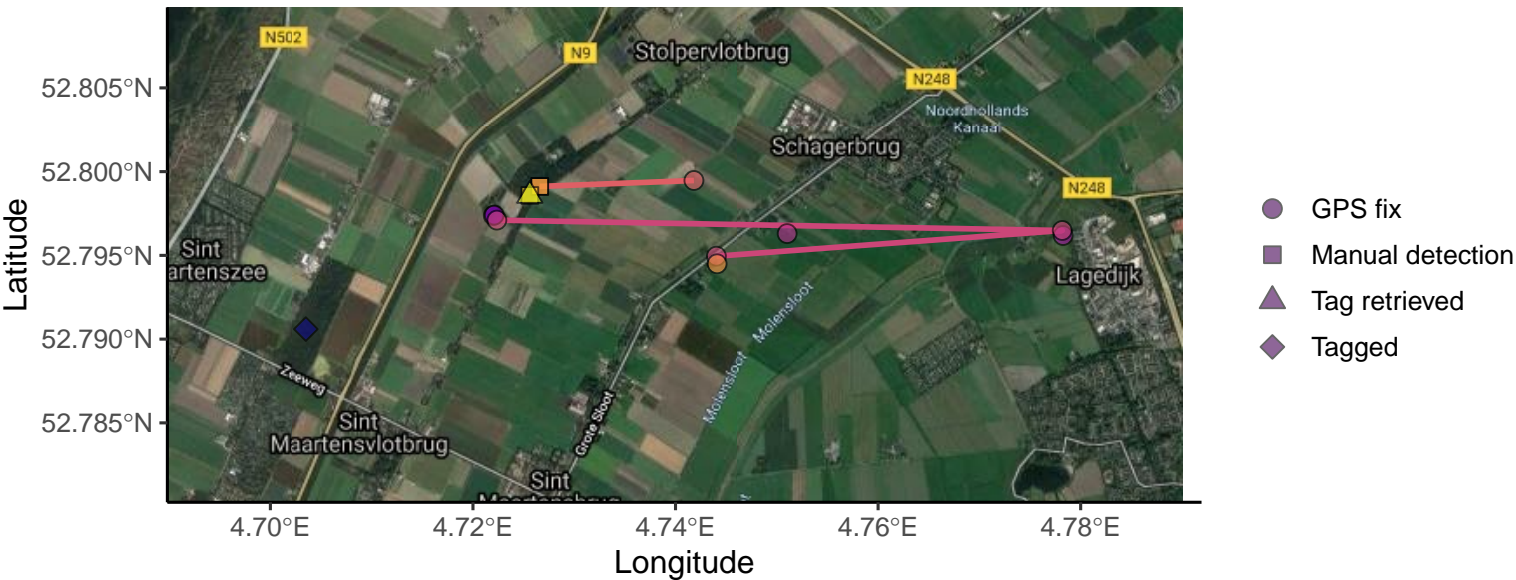 N502
N9
Stolpervlotbrug
N248
Noordhollands
Kanaal
Schagerbrug
N248
Sint
artenszee
Lagedijk
Molensloot
Molensloot
Zeeweg
Grote Sloot
Sint
Maartensvlotbrug
Sint
52.805°N
52.800°N
52.795°N
52.790°N
52.785°N
Latitude
4.70°E
4.72°E
4.74°E
4.76°E
4.78°E
Longitude
GPS fix
Manual detection
Tag retrieved
Tagged